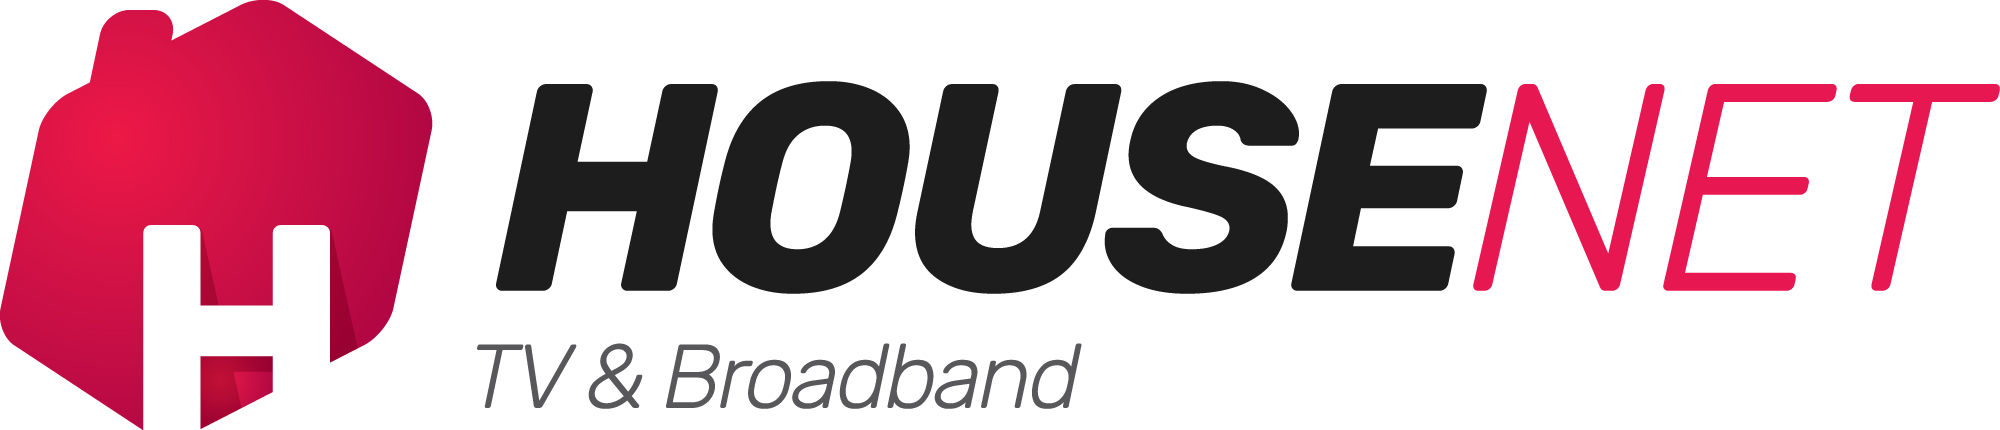 H
HOUSENET
TV & Broadband